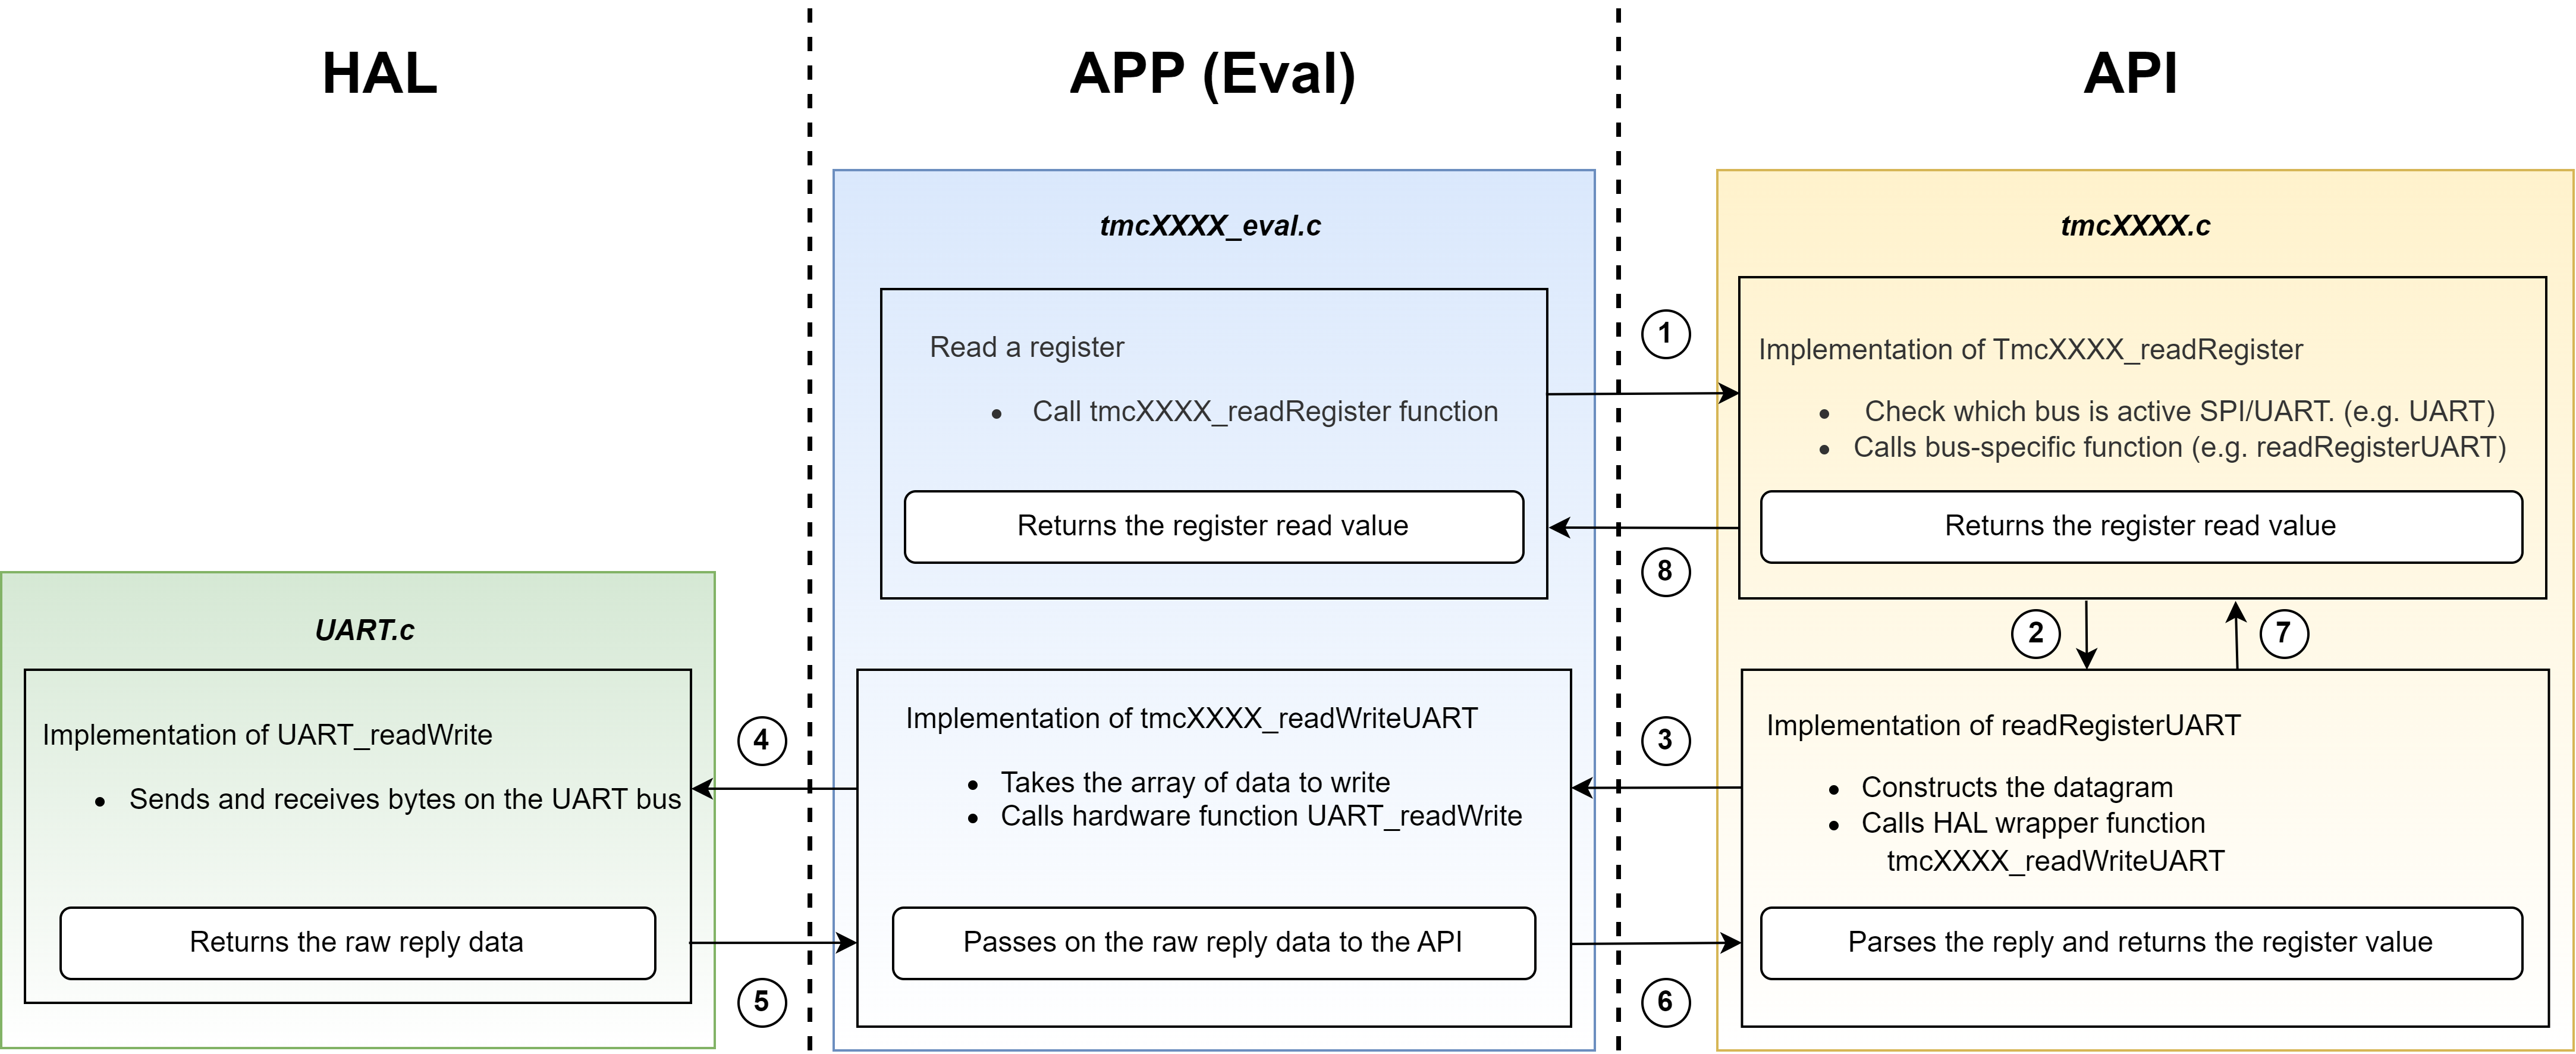 HAL
APP (Eval)
API
tmcXXXX_eval.c
Read a register
Call tmcXXXX_readRegister function
Returns the register read value
1
8
tmcXXXX.c
Implementation of TmcXXXX_readRegister
Check which bus is active SPI/UART. (e.g. UART)
Calls bus-specific function (e.g. readRegisterUART)
Returns the register read value
2
7
UART.c
Implementation of UART_readWrite
Sends and receives bytes on the UART bus
Returns the raw reply data
4
5
Implementation of tmcXXXX_readWriteUART
Takes the array of data to write
Calls hardware function UART_readWrite
Passes on the raw reply data to the API
3
6
Implementation of readRegisterUART
Constructs the datagram
Calls HAL wrapper function
tmcXXXX_readWriteUART
Parses the reply and returns the register value